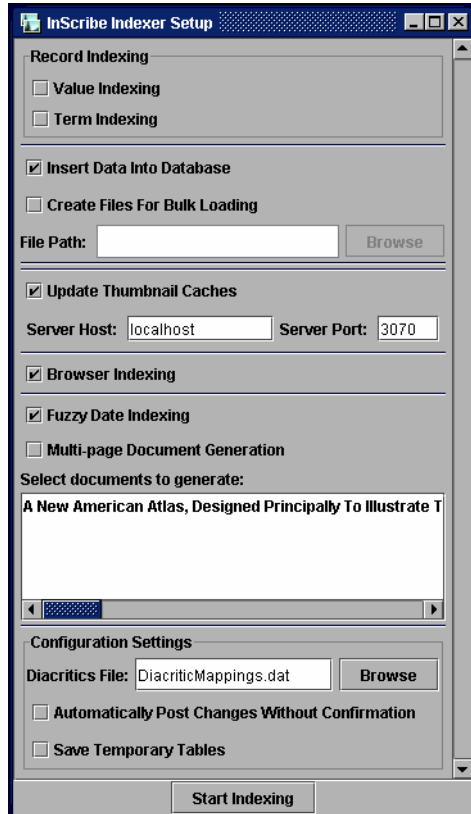 InScribe Indexer Setup
Record Indexing
Value Indexing
Term Indexing
Insert Data Into Database
Create Files For Bulk Loading
File Path: Browse
Update Thumbnail Caches
Server Host: localhost Server Port: 3070
Browser Indexing
Fuzzy Date Indexing
Multi-page Document Generation
Select documents to generate:
A New American Atlas, Designed Principally To Illustrate T
Configuration Settings
Diacritics File: DiacriticMappings.dat Browse
Automatically Post Changes Without Confirmation
Save Temporary Tables
Start Indexing